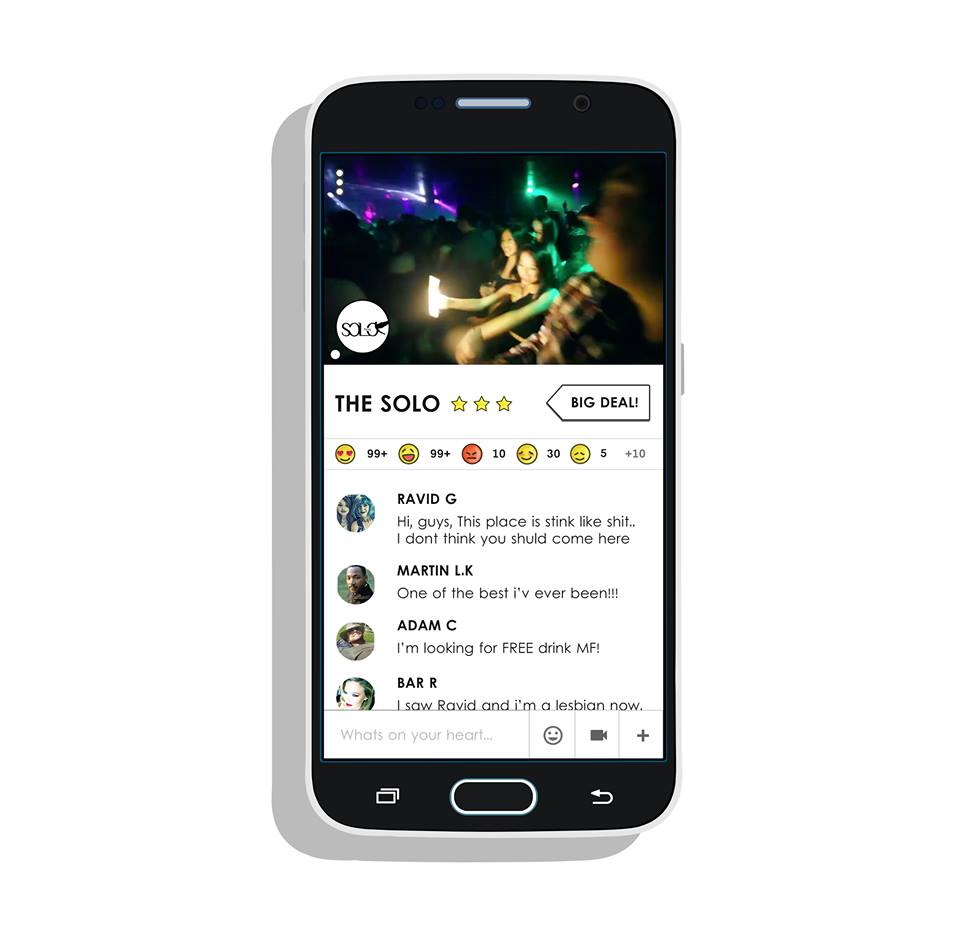 SOLO
THE SOLO
BIG DEAL!
99+ 99+ 10 30 5 +10
RAVID G
Hi, guys, This place is stink like shit..
I dont think you shuld come here
MARTIN L.K
One of the best i'v ever been!!!
ADAM C
I'm looking for FREE drink MF!
BAR R
I saw Ravid and i'm a lesbian now.
Whats on your heart...